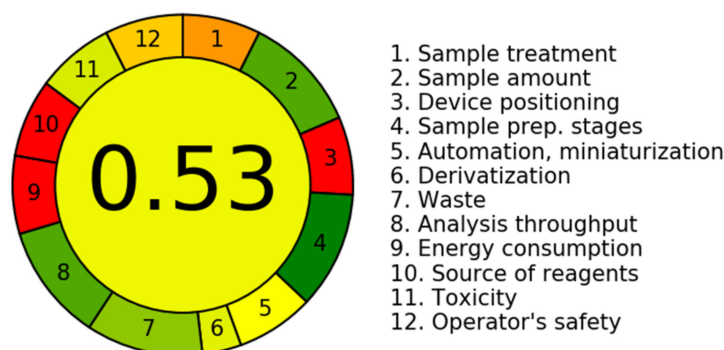 12
1
11
2
10
3
0.53
9
4
8
5
7
6
1. Sample treatment
2. Sample amount
3. Device positioning
4. Sample prep. stages
5. Automation, miniaturization
6. Derivatization
7. Waste
8. Analysis throughput
9. Energy consumption
10. Source of reagents
11. Toxicity
12. Operator's safety